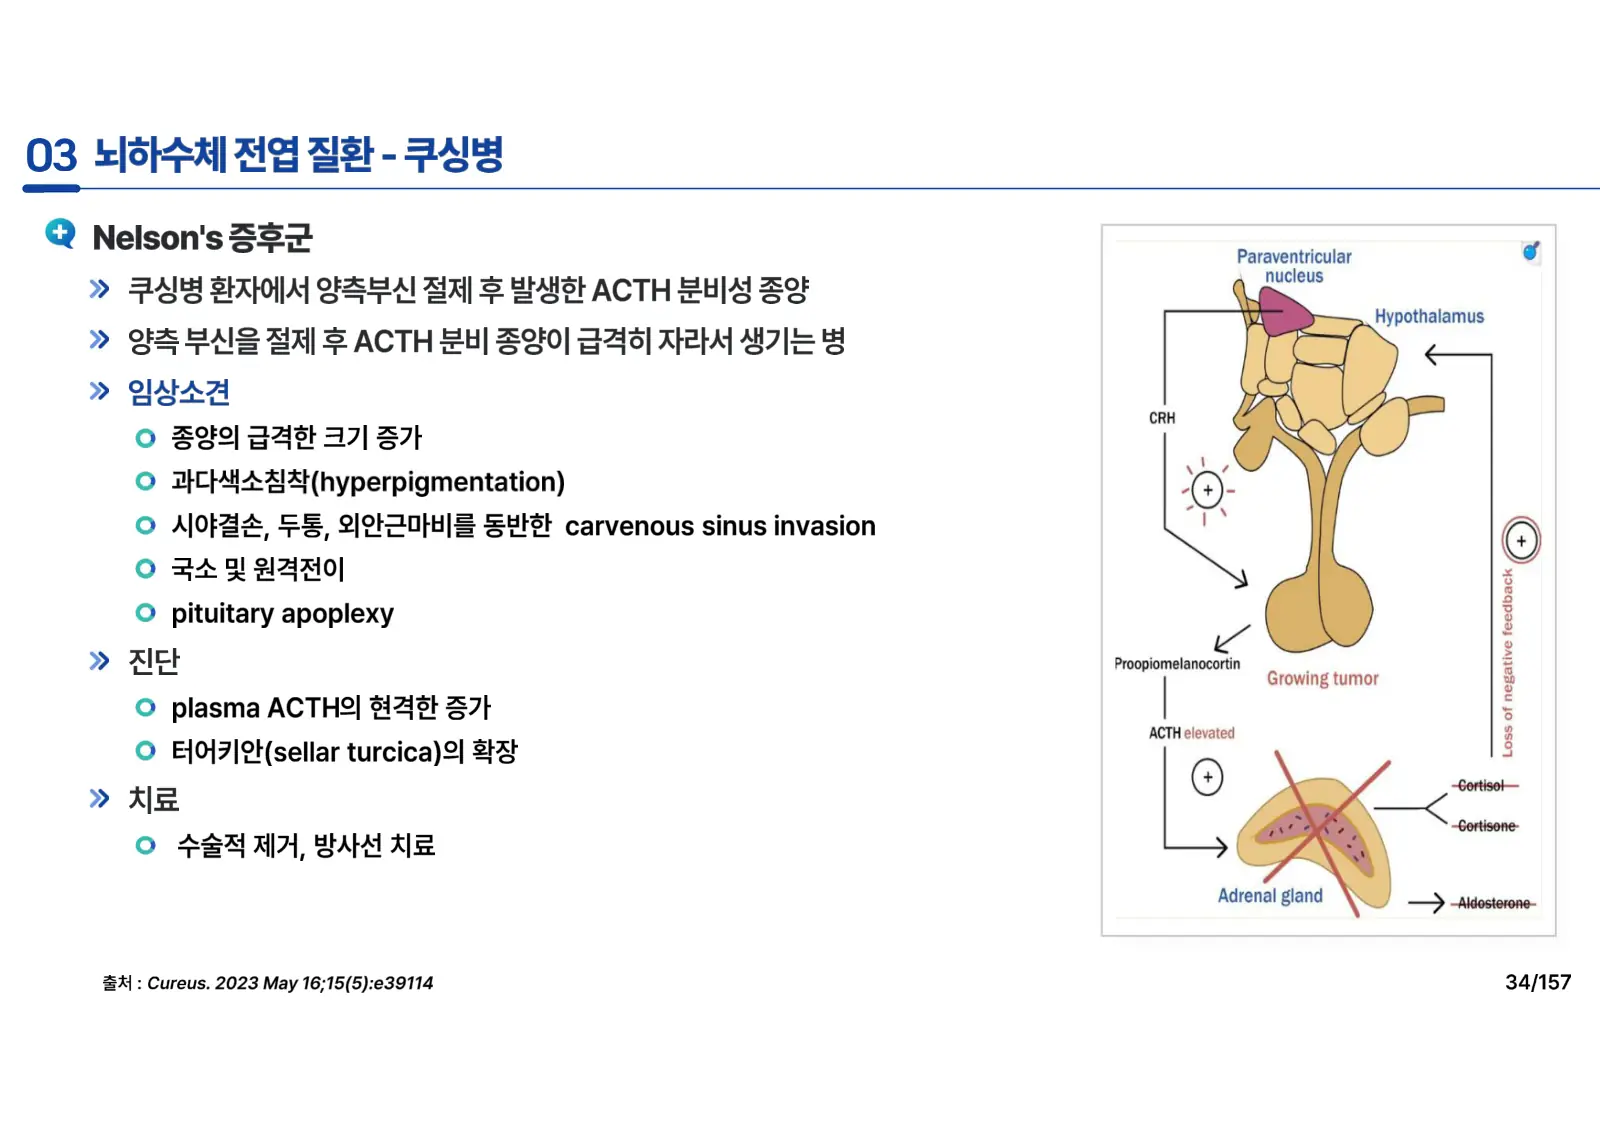 03 뇌하수체 전엽 질환 - 쿠싱병
Nelson's 증후군
쿠싱병 환자에서 양측부신 절제 후 발생한 ACTH 분비성 종양
양측 부신을 절제 후 ACTH 분비 종양이 급격히 자라서 생기는 병
임상소견
종양의 급격한 크기 증가
과다색소침착(hyperpigmentation)
시야결손, 두통, 외안근마비를 동반한 carvenous sinus invasion
국소 및 원격전이
pituitary apoplexy
진단
plasma ACTH의 현격한 증가
터어키안(sellar turcica)의 확장
치료
수술적 제거, 방사선 치료
Paraventricular
nucleus
Hypothalamus
CRH
+
+
Loss of negative feedback
Proopiomelanocortin
Growing tumor
ACTH elevated
+
Cortisol
Cortisone
Adrenal gland
Aldosterone
출처 : Cureus. 2023 May 16;15(5):e39114
34/157